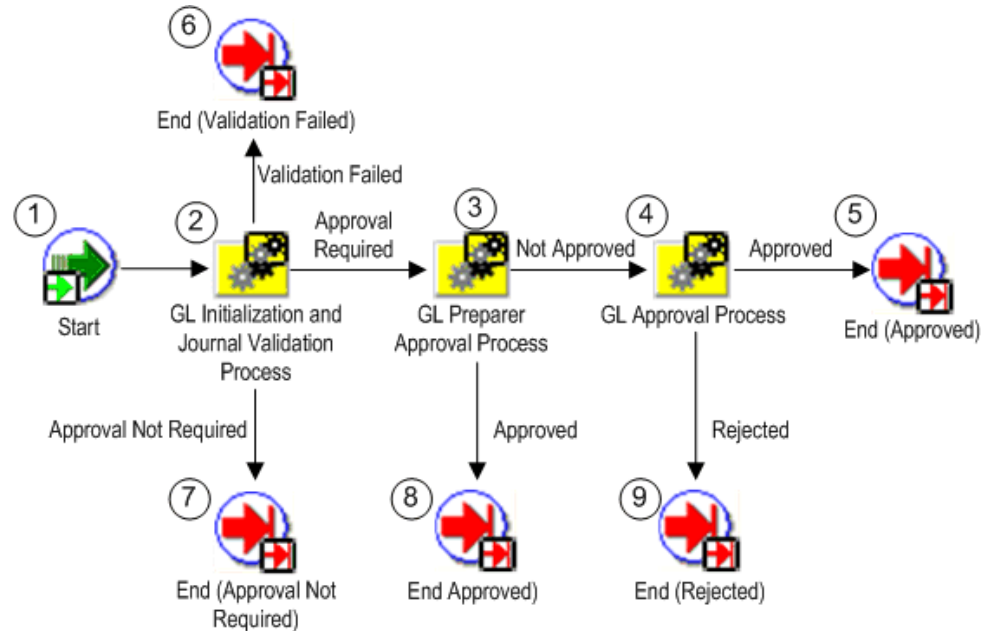 6
End (Validation Failed)
Validation Failed
1
Start
2
GL Initialization and
Journal Validation
Process
Approval
Required
3
GL Preparer
Approval Process
Not Approved
4
GL Approval Process
Approved
5
End (Approved)
Approval Not Required
Approved
Rejected
7
End (Approval Not
Required)
8
End Approved)
9
End (Rejected)